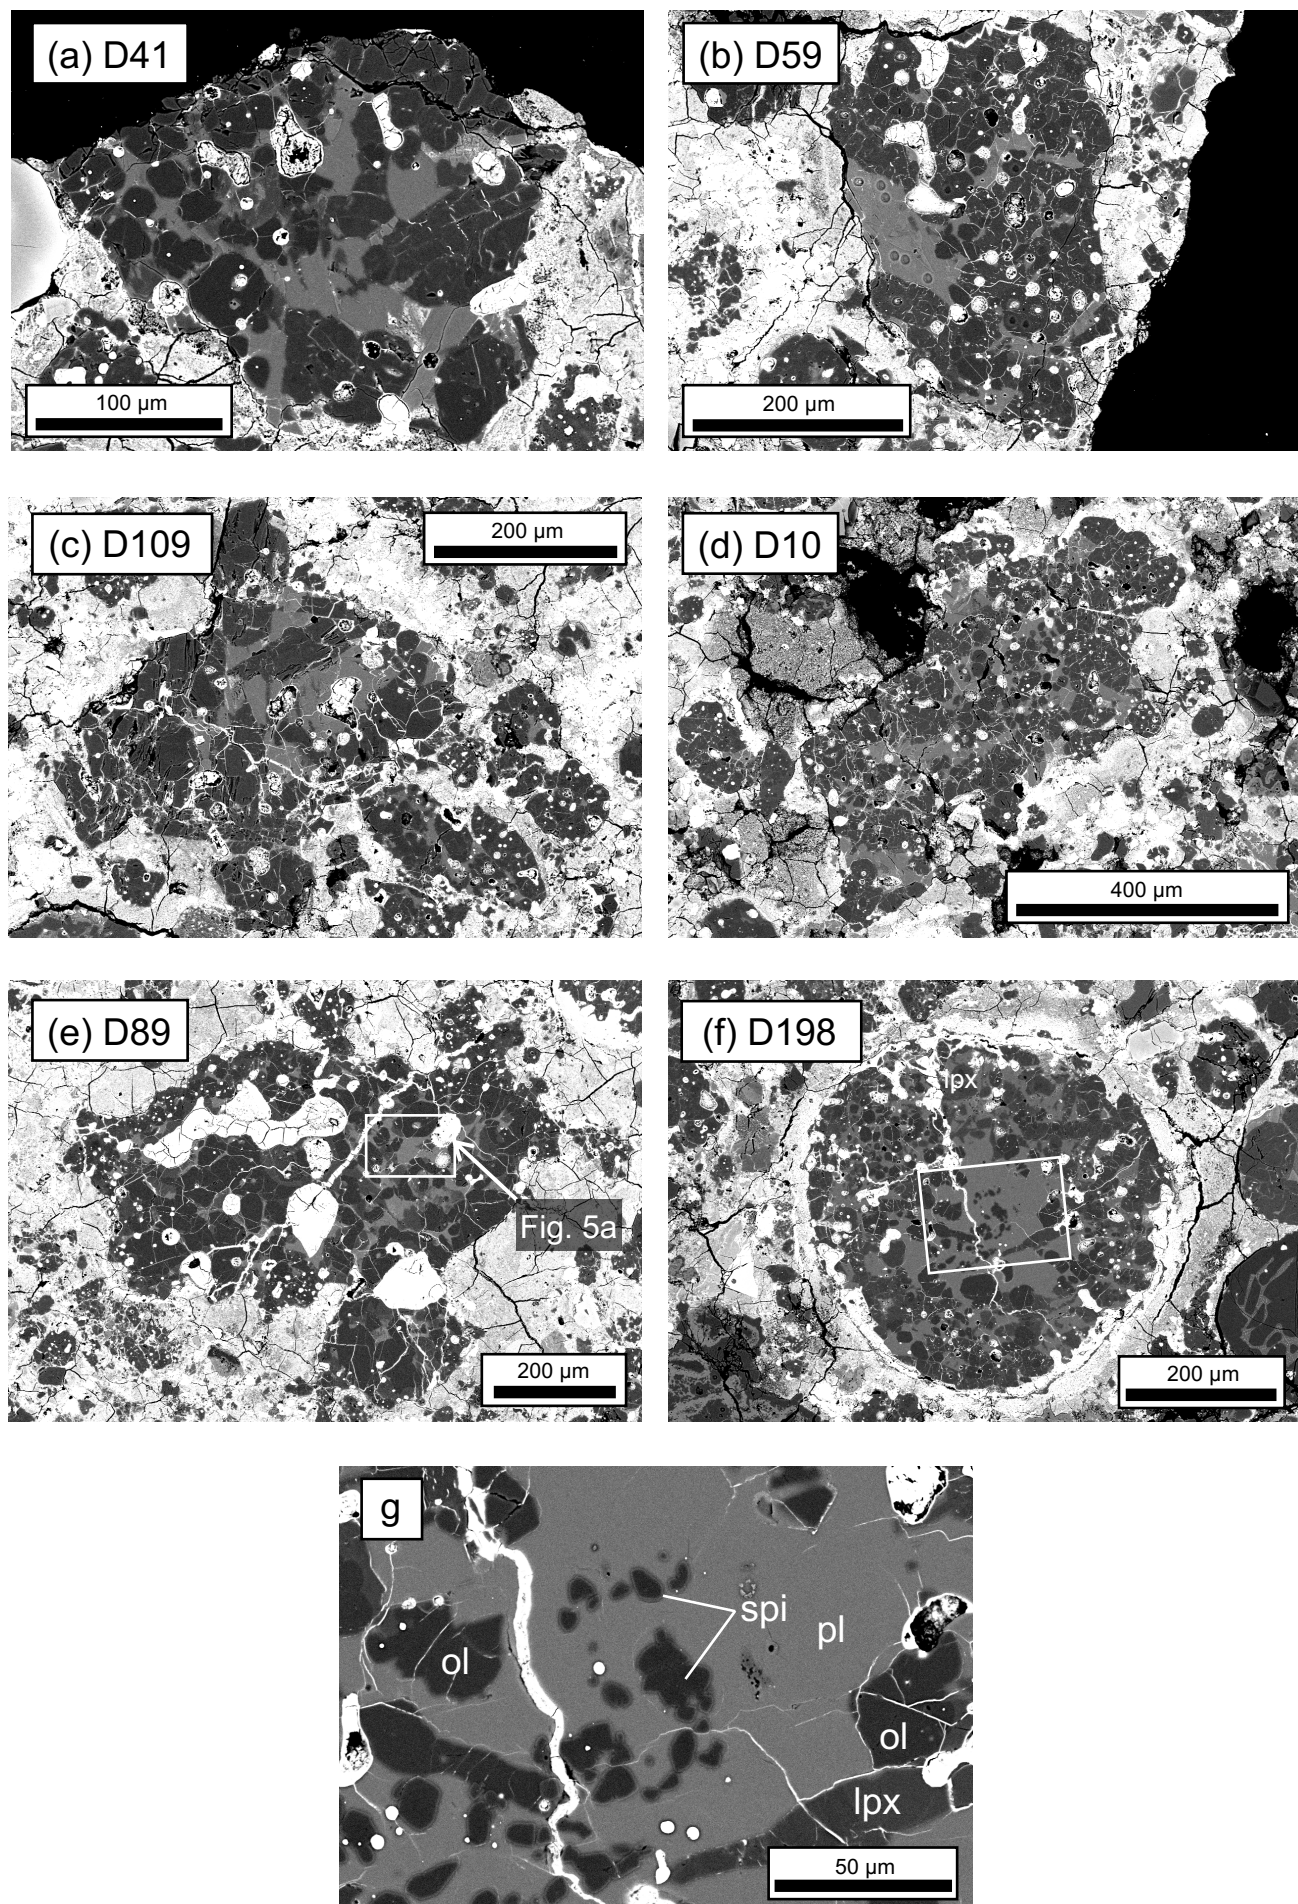 (a) D41
100 µm
(b) D59
200 µm
(c) D109
200 µm
(d) D10
400 µm
(e) D89
Fig. 5a
200 µm
(f) D198
lpx
200 µm
g
spi
pl
ol
ol
lpx
50 µm